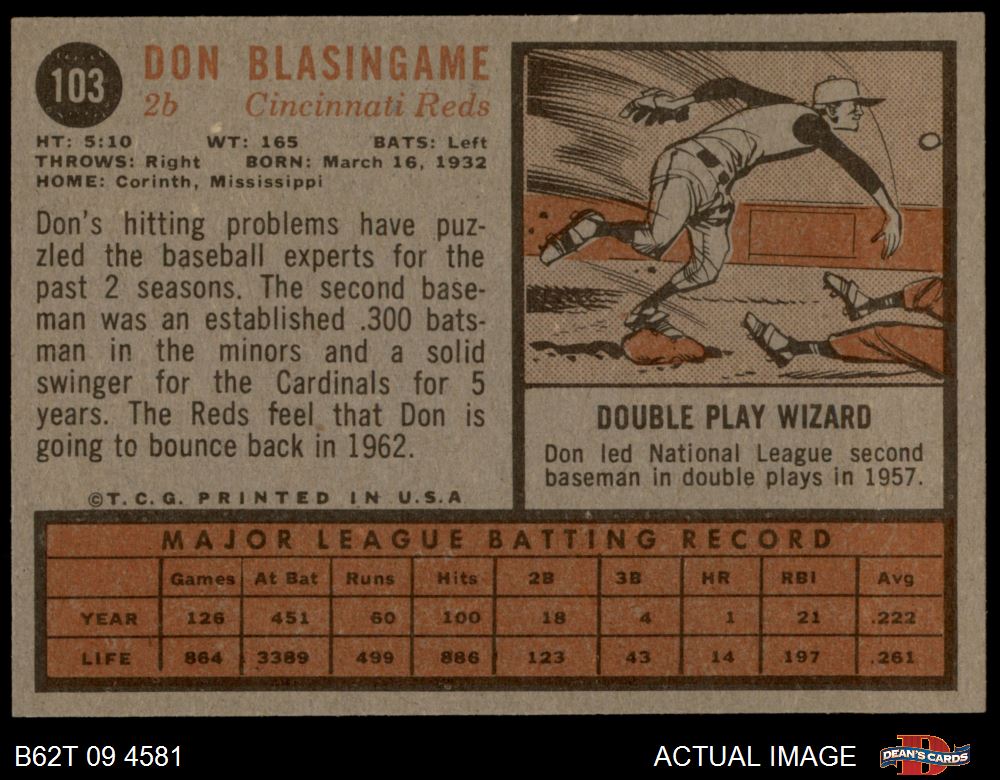 103
DON BLASINGAME
2b Cincinnati Reds
HT: 5:10 WT: 165 BATS: Left
THROWS: Right BORN: March 16, 1932
HOME: Corinth, Mississippi
Don's hitting problems have puz-
zled the baseball experts for the
past 2 seasons. The second base-
man was an established .300 bats-
man in the minors and a solid
swinger for the Cardinals for 5
years. The Reds feel that Don is
going to bounce back in 1962.
©T.C.G. PRINTED IN U.S.A
DOUBLE PLAY WIZARD
Don led National League second
baseman in double plays in 1957.
MAJOR LEAGUE BATTING RECORD
Games At Bat Runs Hits 2B 3B HR RBI Avg
YEAR 126 451 60 100 18 4 1 21 .222
LIFE 864 3389 499 886 123 43 14 197 .261
B62T 09 4581
ACTUAL IMAGE
DEAN'S CARDS